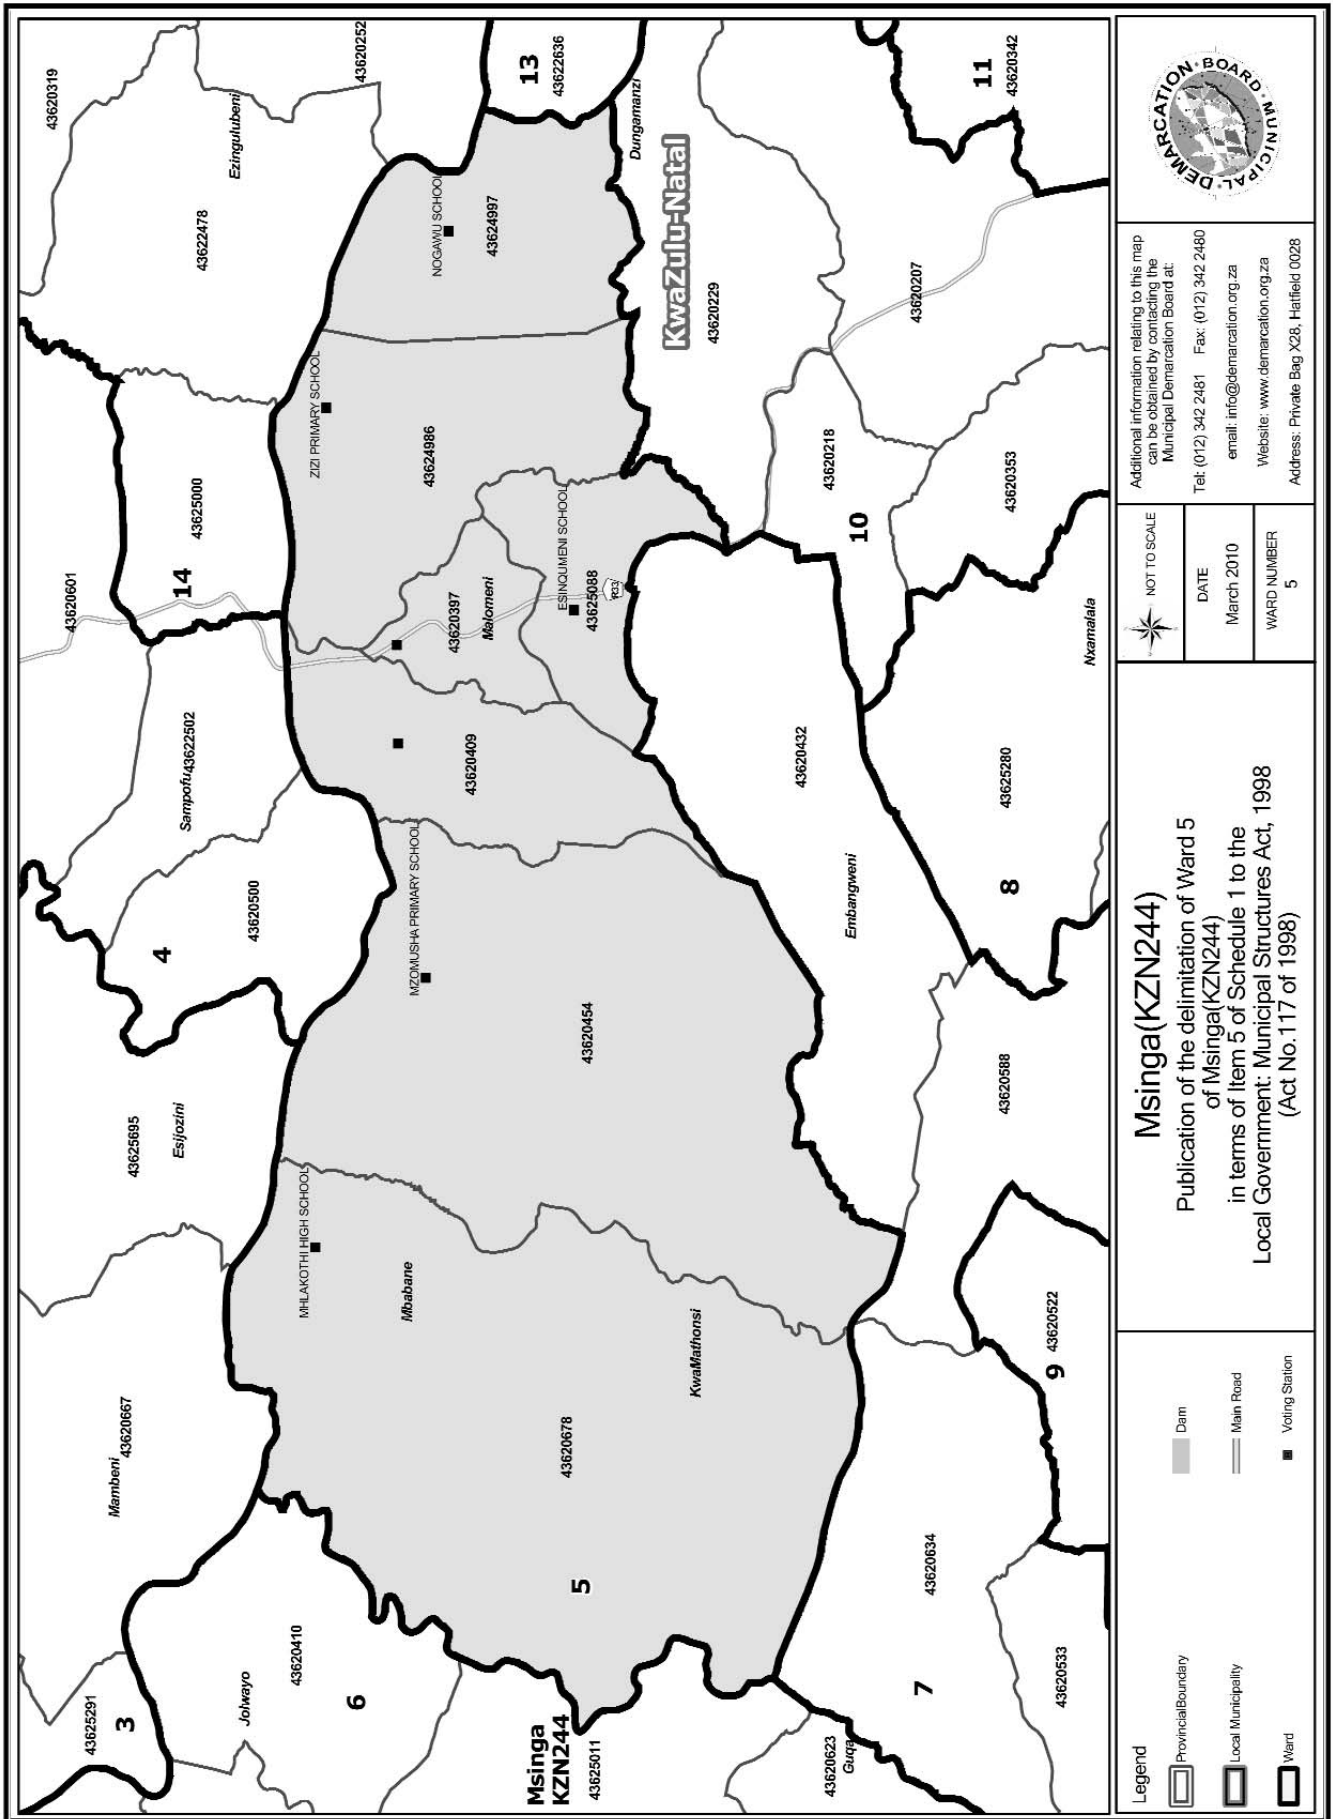 43620319
43620252
43622636
13
Ezingulubeni
43622478
43620601
14
43625000
Sampofu
43622502
4
43620500
43625695
Esijozini
Mambeni
43620667
43625291
3
Jolwayo
43620410
6
NOGAWU SCHOOL
43624997
ZIZI PRIMARY SCHOOL
43624986
43620397
Malomeni
ESINQUMENI SCHOOL
43625088
R33
43620409
MZOMUSHA PRIMARY SCHOOL
43620454
MHLAKOTHI HIGH SCHOOL
Mbabane
KwaMathonsi
43620678
5
Msinga
KZN244
43625011
Dungamanzi
KwaZulu-Natal
43620229
11
43620342
43620207
43620218
10
43620353
43620432
Embangweni
Nxamalala
43625280
8
43620588
43620522
9
43620634
7
43620533
43620623
Guqa
Legend
ProvincialBoundary
Local Municipality
Ward
Dam
Main Road
Voting Station
Msinga(KZN244)
Publication of the delimitation of Ward 5
of Msinga(KZN244)
in terms of Item 5 of Schedule 1 to the
Local Government: Municipal Structures Act, 1998
(Act No.117 of 1998)
NOT TO SCALE
DATE
March 2010
WARD NUMBER
5
Additional information relating to this map
can be obtained by contacting the
Municipal Demarcation Board at:
Tel: (012) 342 2481 Fax: (012) 342 2480
email: info@demarcation.org.za
Website: www.demarcation.org.za
Address: Private Bag X28, Hatfield 0028
MUNICIPAL DEMARCATION BOARD